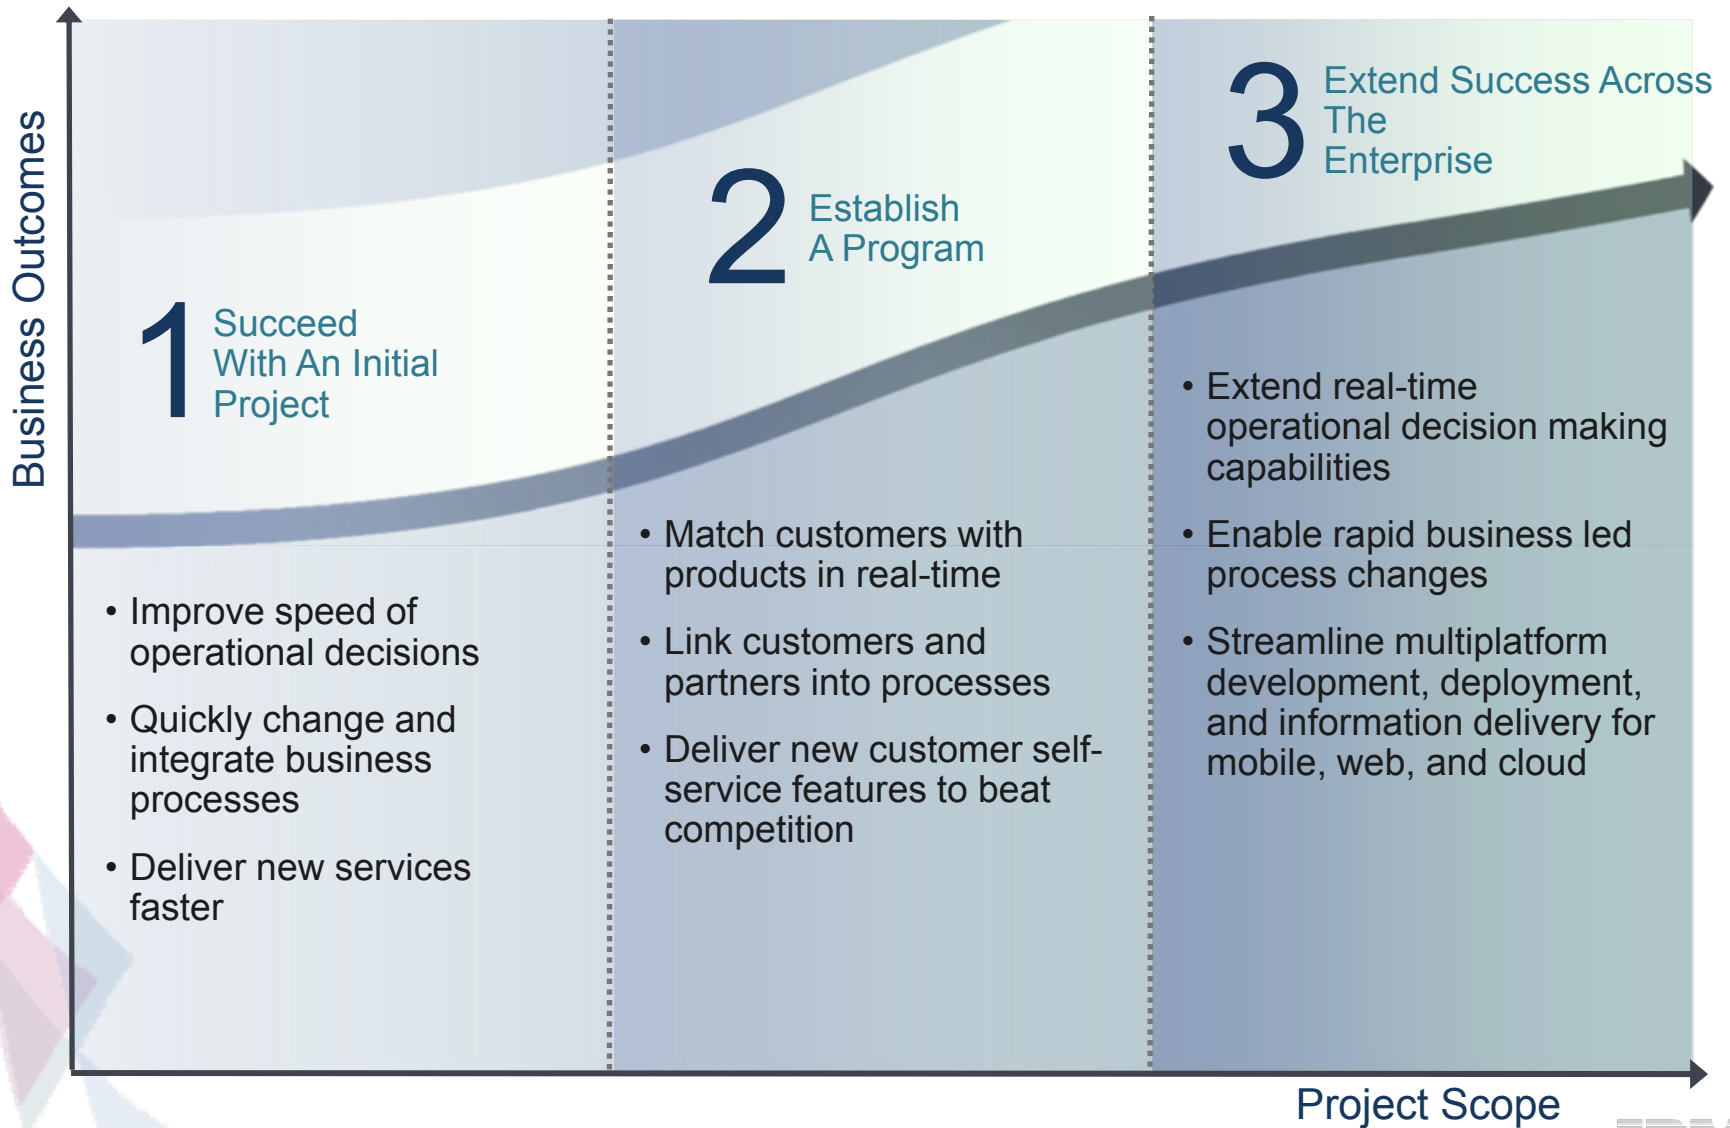 Business Outcomes
1
Succeed
With An Initial
Project
• Improve speed of
operational decisions
• Quickly change and
integrate business
processes
• Deliver new services
faster
2
Establish
A Program
• Match customers with
products in real-time
• Link customers and
partners into processes
• Deliver new customer self-
service features to beat
competition
3
Extend Success Across
The
Enterprise
• Extend real-time
operational decision making
capabilities
• Enable rapid business led
process changes
• Streamline multiplatform
development, deployment,
and information delivery for
mobile, web, and cloud
Project Scope